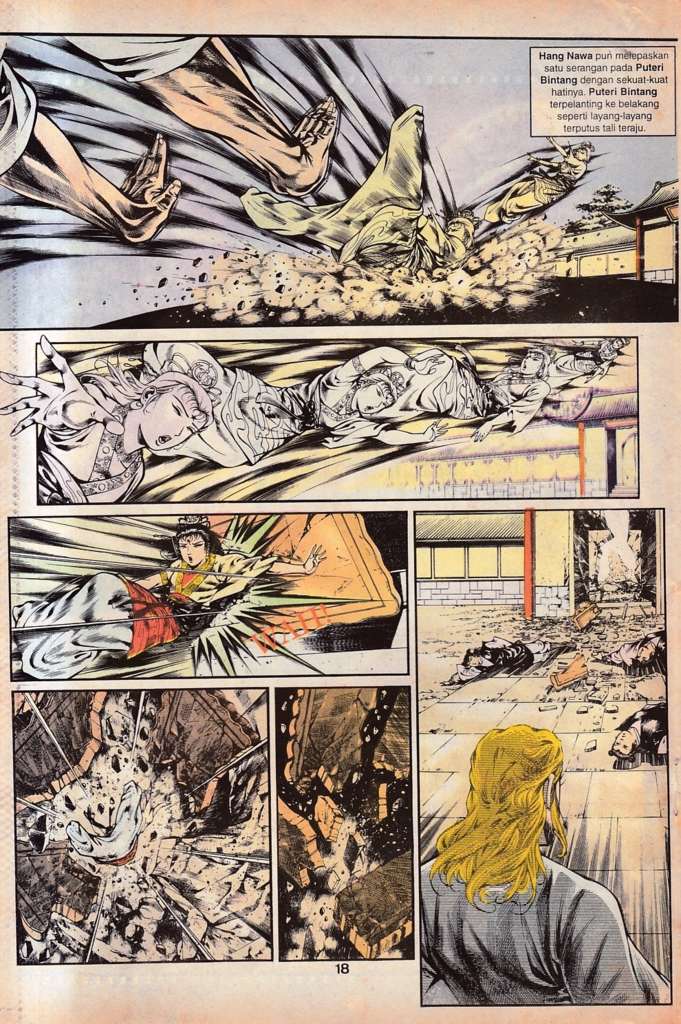 Hang Nawa pun melepaskan
satu serangan pada Puteri
Bintang dengan sekuat-kuat
hatinya. Puteri Bintang
terpelanting ke belakang
seperti layang-layang
terputus tali teraju.
WAH!
18